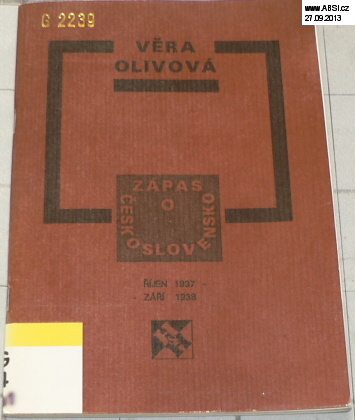 www.ABSI.cz
27.09.2013
G 2239
VĚRA
OLIVOVÁ
ZÁPAS
O
ČESKOSLOVENSKO
ŘÍJEN 1937 -
- ZÁŘÍ 1938
G